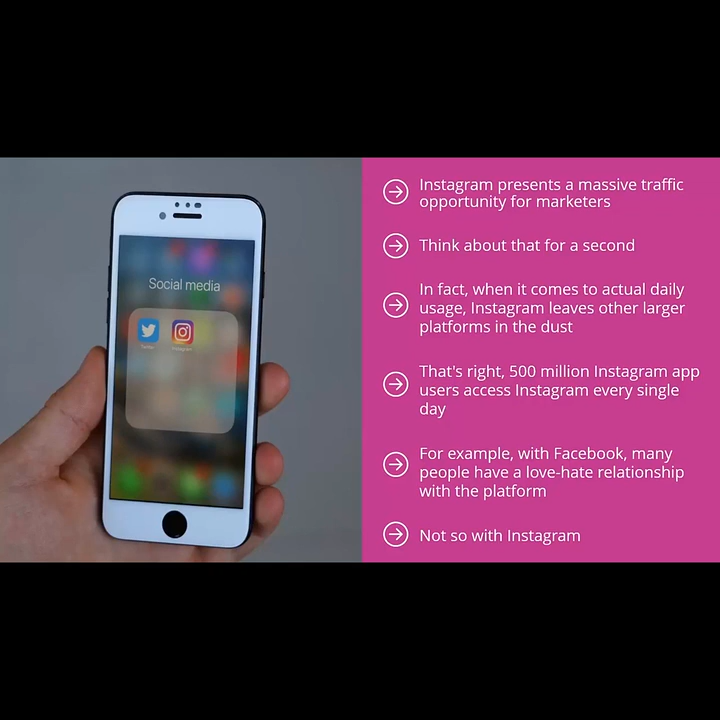 Social media
Twitter
Instagram
Instagram presents a massive traffic
opportunity for marketers
Think about that for a second
In fact, when it comes to actual daily
usage, Instagram leaves other larger
platforms in the dust
That's right, 500 million Instagram app
users access Instagram every single
day
For example, with Facebook, many
people have a love-hate relationship
with the platform
Not so with Instagram